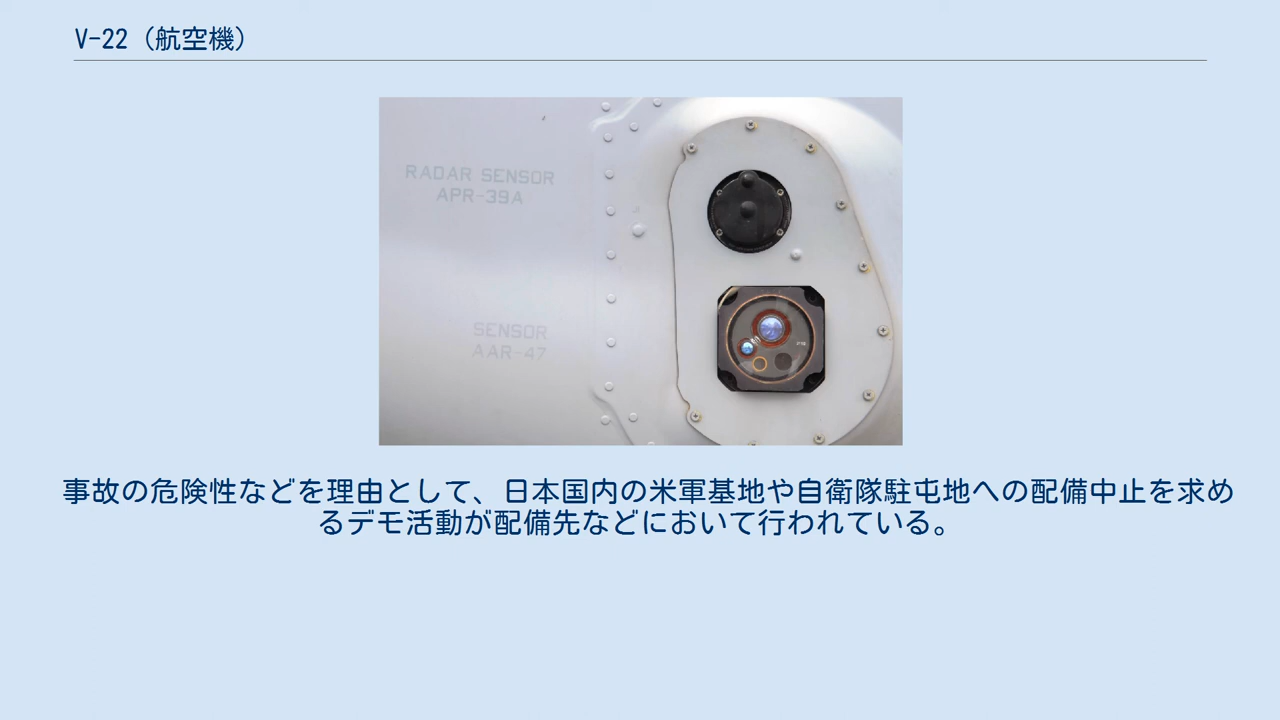 V-22（航空機）
RADAR SENSOR
APR-39A
SENSOR
AAR-47
事故の危険性などを理由として、日本国内の米軍基地や自衛隊駐屯地への配備中止を求め
るデモ活動が配備先などにおいて行われている。